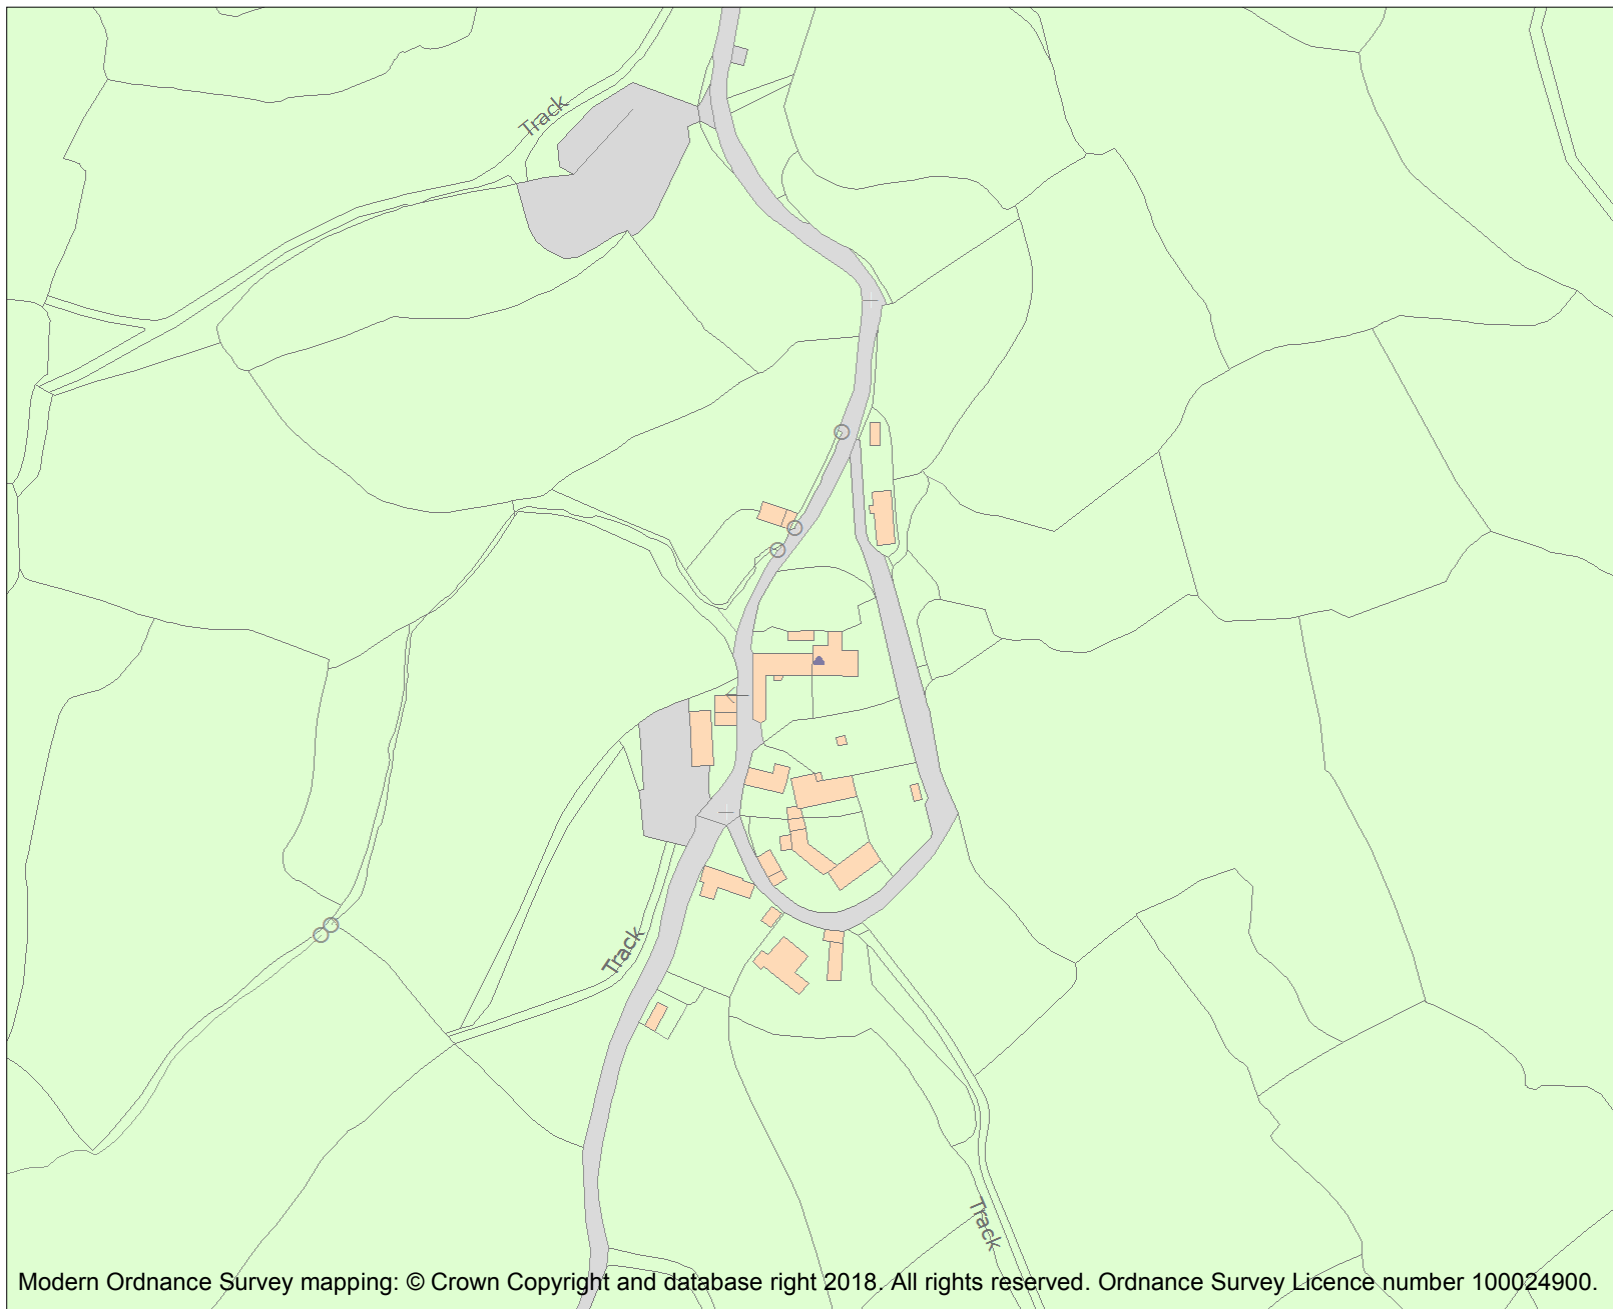 Track
Track
Track
Modern Ordnance Survey mapping: © Crown Copyright and database right 2018. All rights reserved. Ordnance Survey Licence number 100024900.